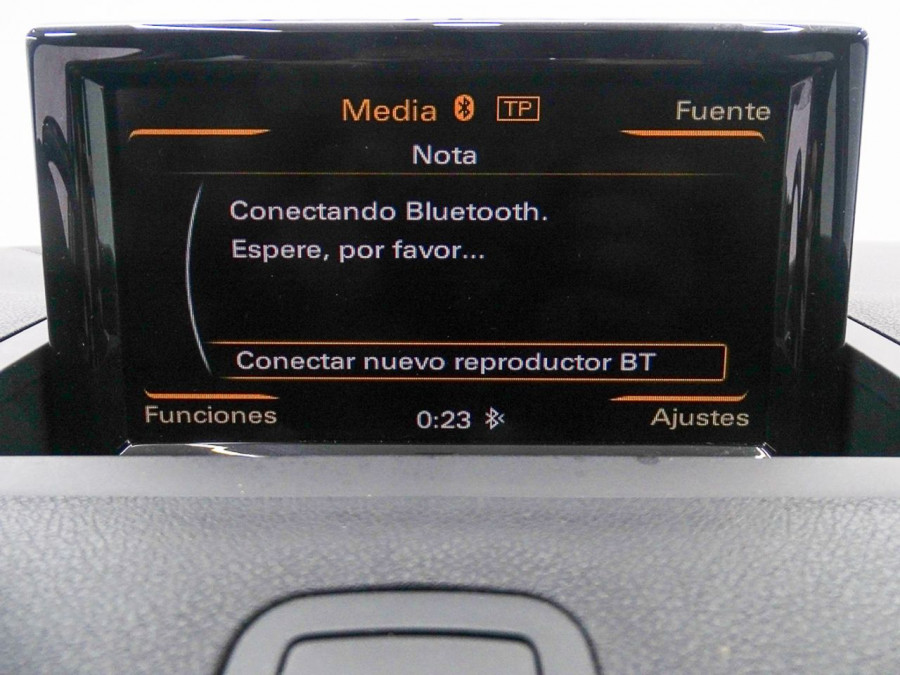 Media TP Fuente
Nota
Conectando Bluetooth.
Espere, por favor...
Conectar nuevo reproductor BT
Funciones 0:23 Ajustes